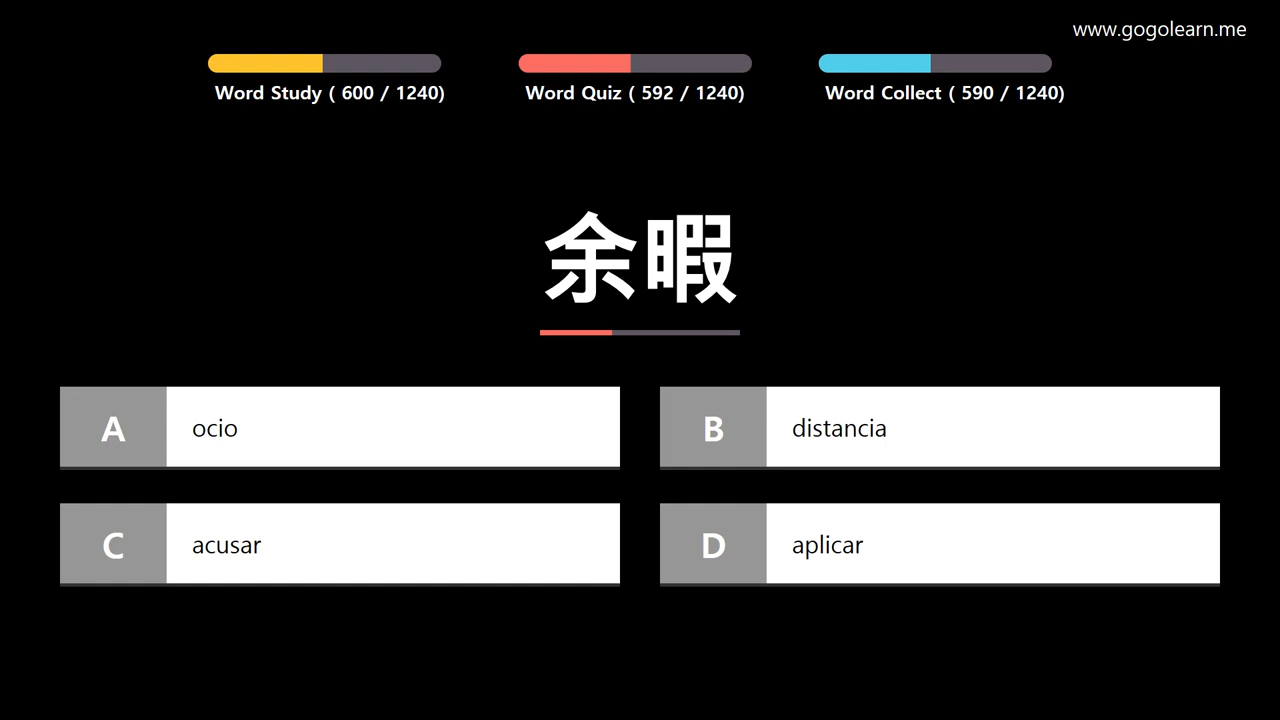 www.gogolearn.me
Word Study ( 600 / 1240)
Word Quiz ( 592 / 1240)
Word Collect ( 590 / 1240)
余暇
A
ocio
B
distancia
C
acusar
D
aplicar